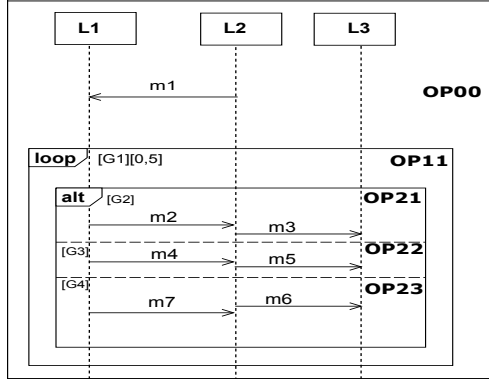 L1 L2 L3
m1
OP00
loop [G1][0,5] OP11
alt [G2] OP21
m2
m3
[G3] m4 m5 OP22
[G4] OP23
m7 m6